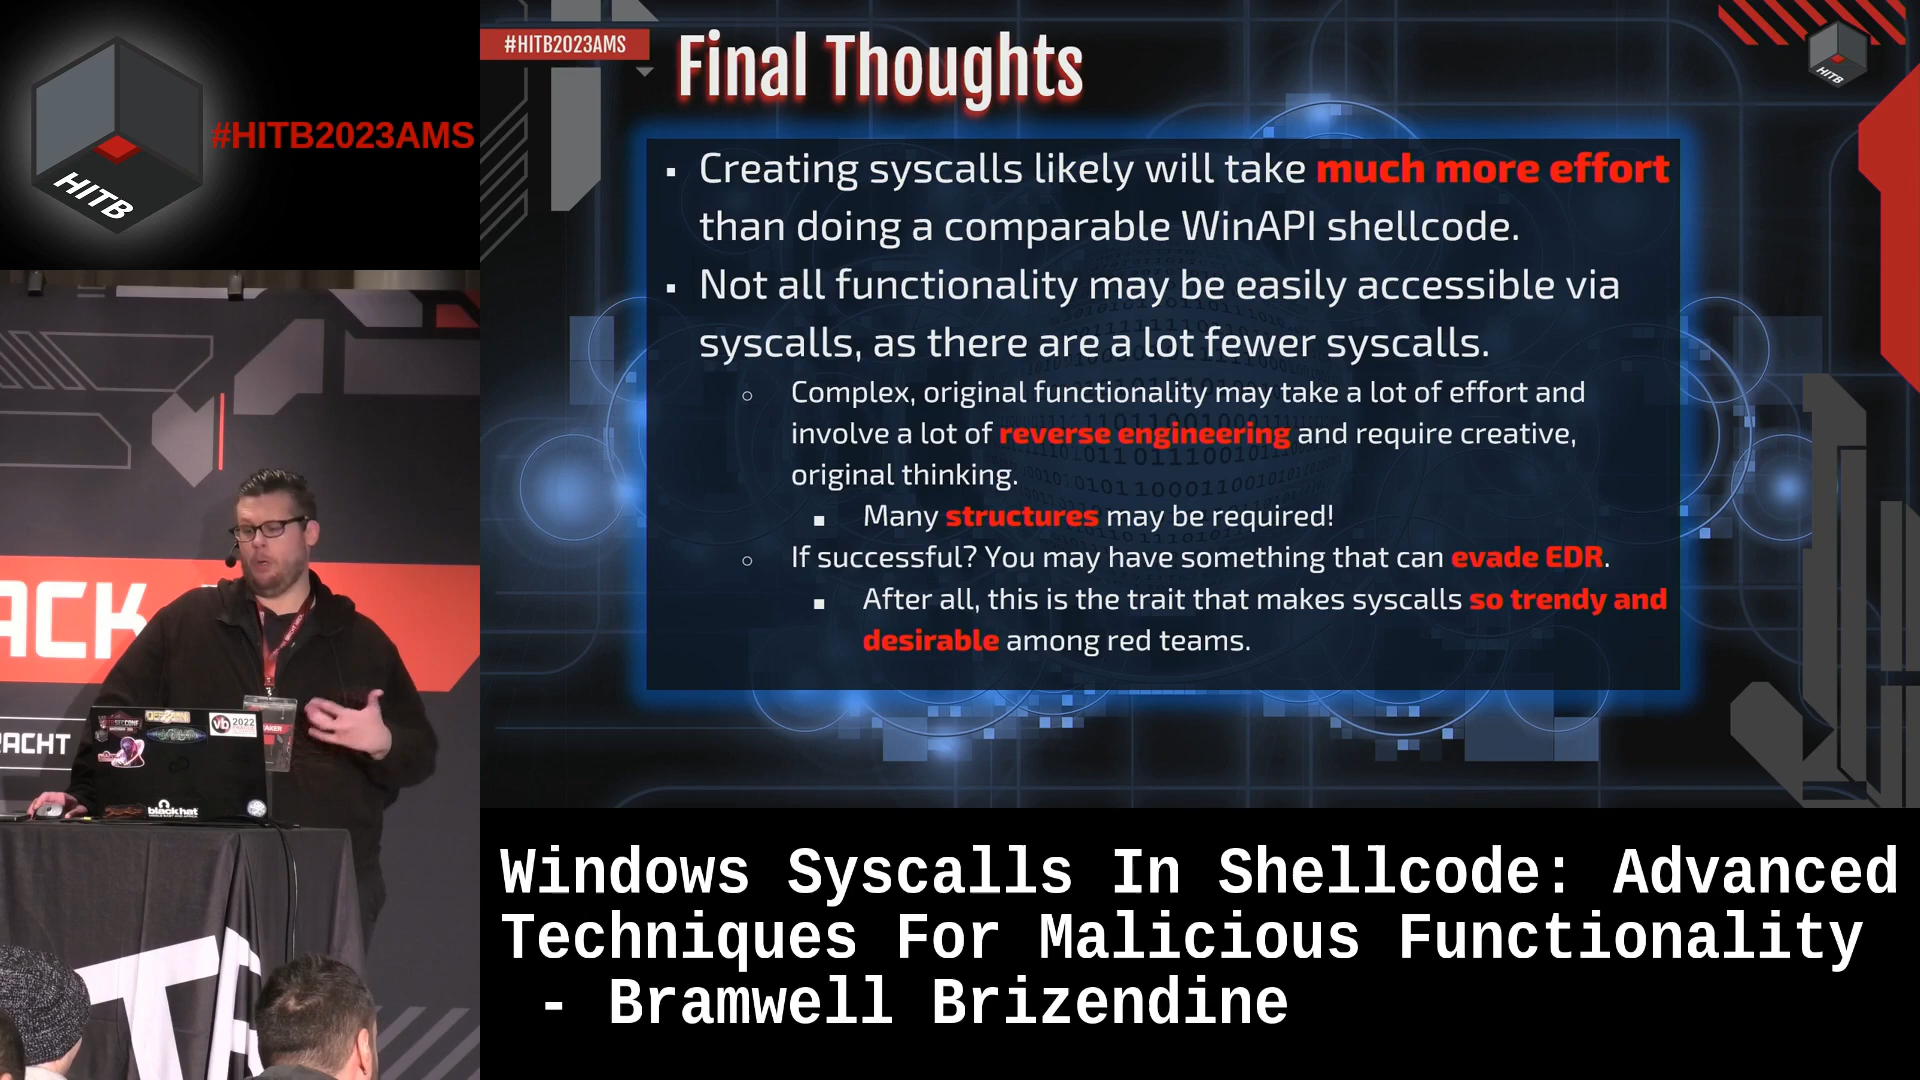 HITB
#HITB2023AMS
#HITB2023AMS
Final Thoughts
HITB
▪ Creating syscalls likely will take much more effort
than doing a comparable WinAPI shellcode.
▪ Not all functionality may be easily accessible via
syscalls, as there are a lot fewer syscalls.
○ Complex, original functionality may take a lot of effort and
involve a lot of reverse engineering and require creative,
original thinking.
■ Many structures may be required!
○ If successful? You may have something that can evade EDR.
■ After all, this is the trait that makes syscalls so trendy and
desirable among red teams.
ACK
RACHT
vb 2022
black hat
Windows Syscalls In Shellcode: Advanced
Techniques For Malicious Functionality
- Bramwell Brizendine